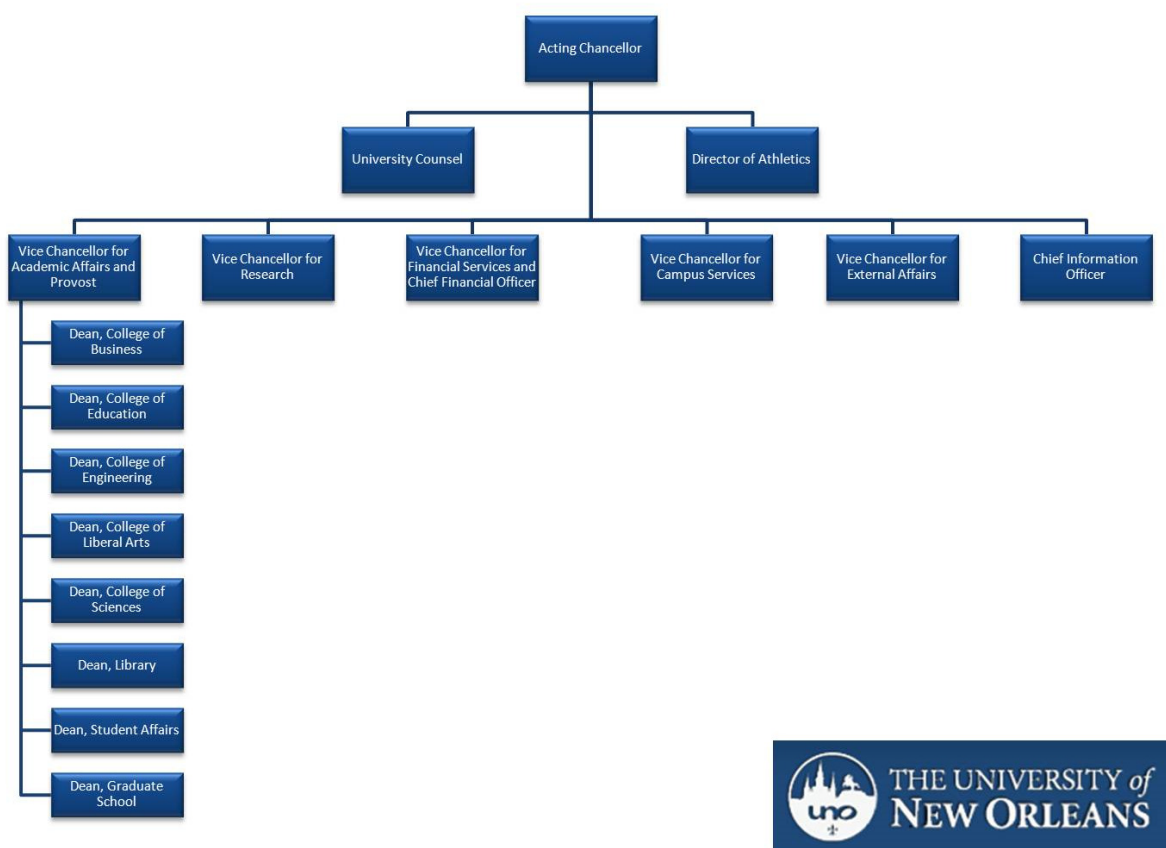 Acting Chancellor
University Counsel
Director of Athletics
Vice Chancellor for
Academic Affairs and
Provost
Vice Chancellor for
Research
Vice Chancellor for
Financial Services and
Chief Financial Officer
Vice Chancellor for
Campus Services
Vice Chancellor for
External Affairs
Chief Information
Officer
Dean, College of
Business
Dean, College of
Education
Dean, College of
Engineering
Dean, College of
Liberal Arts
Dean, College of
Sciences
Dean, Library
Dean, Student Affairs
Dean, Graduate
School
uno
THE UNIVERSITY of
NEW ORLEANS